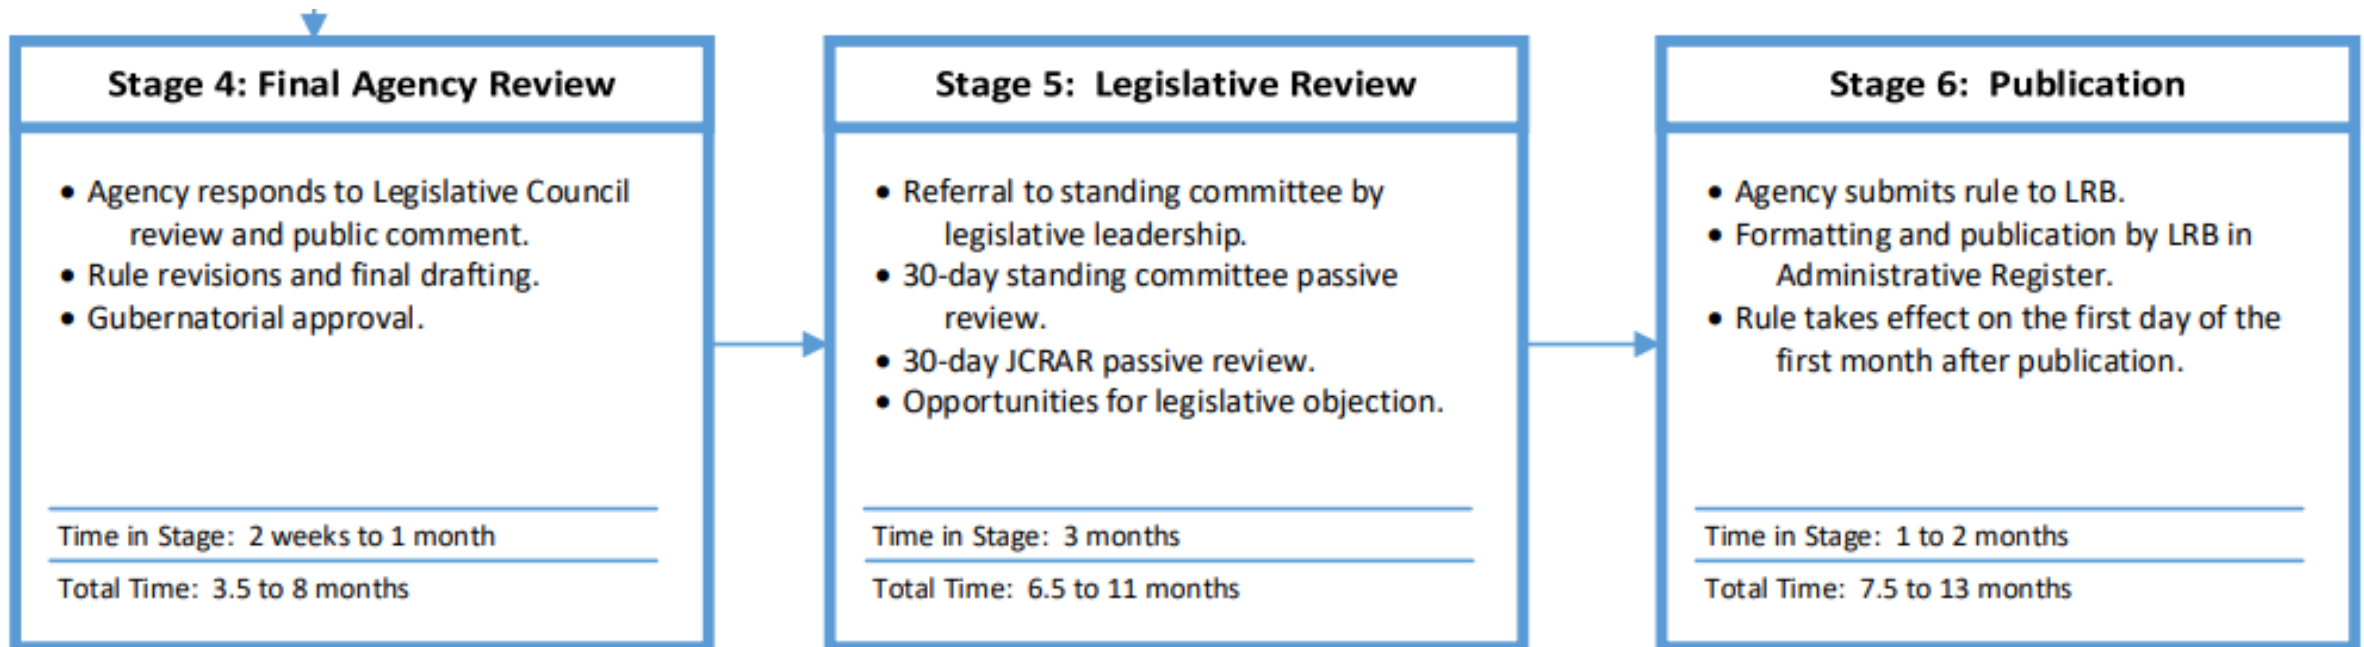 Stage 4: Final Agency Review
• Agency responds to Legislative Council
review and public comment.
• Rule revisions and final drafting.
• Gubernatorial approval.
Time in Stage: 2 weeks to 1 month
Total Time: 3.5 to 8 months
Stage 5: Legislative Review
• Referral to standing committee by
legislative leadership.
• 30-day standing committee passive
review.
• 30-day JCRAR passive review.
• Opportunities for legislative objection.
Time in Stage: 3 months
Total Time: 6.5 to 11 months
Stage 6: Publication
• Agency submits rule to LRB.
• Formatting and publication by LRB in
Administrative Register.
• Rule takes effect on the first day of the
first month after publication.
Time in Stage: 1 to 2 months
Total Time: 7.5 to 13 months